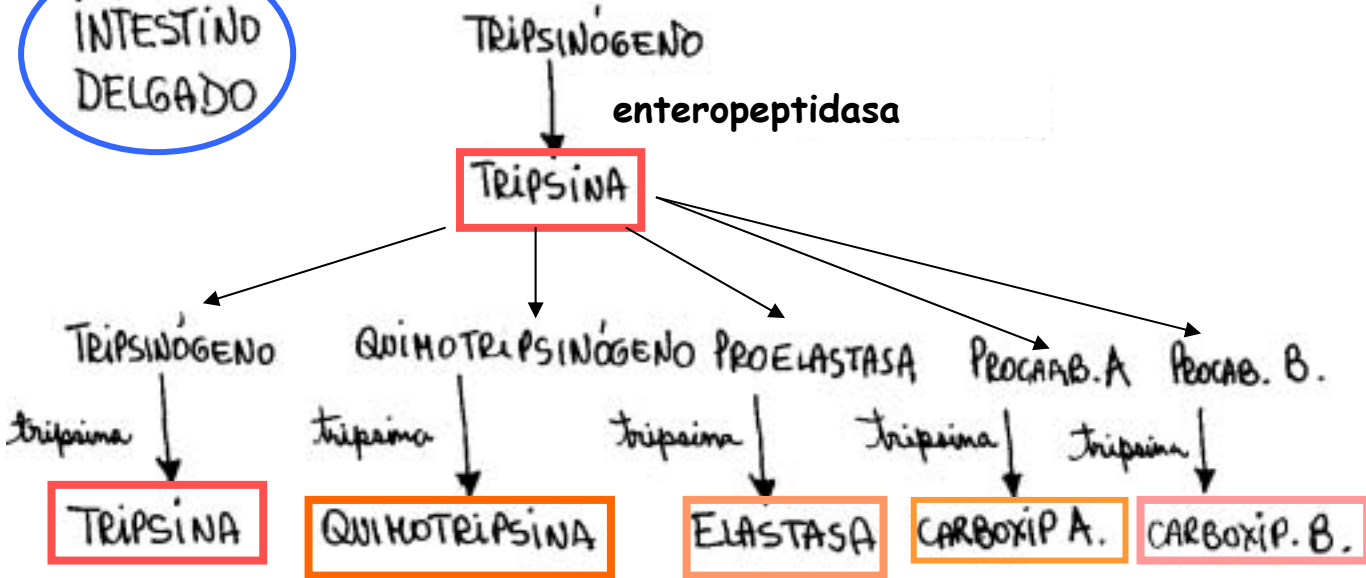 INTESTINO
DELGADO
TRIPSINÓGENO
enteropeptidasa
TRIPSINA
TRIPSINÓGENO QUIMOTRIPSINÓGENO PROELASTASA PROCARB. A PROCAB. B.
tripsina tripsina tripsina tripsina tripsina
TRIPSINA QUIMOTRIPSINA ELASTASA CARBOXIP A. CARBOXIP. B.